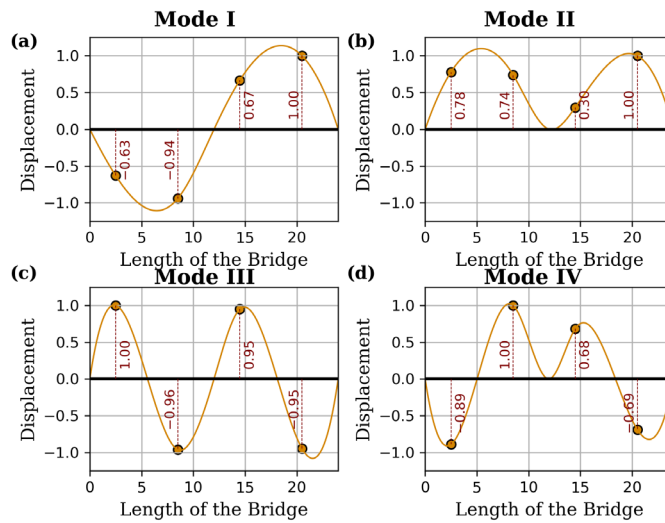 Mode I
(a)
1.0
0.5
0.0
−0.5
−1.0
Displacement
−0.63
−0.94
0.67
1.00
0 5 10 15 20
Length of the Bridge
Mode II
(b)
1.0
0.5
0.0
−0.5
−1.0
Displacement
0.78
0.74
0.30
1.00
0 5 10 15 20
Length of the Bridge
Mode III
(c)
1.0
0.5
0.0
−0.5
−1.0
Displacement
1.00
−0.96
0.95
−0.95
0 5 10 15 20
Length of the Bridge
Mode IV
(d)
1.0
0.5
0.0
−0.5
−1.0
Displacement
−0.89
1.00
0.68
−0.69
0 5 10 15 20
Length of the Bridge